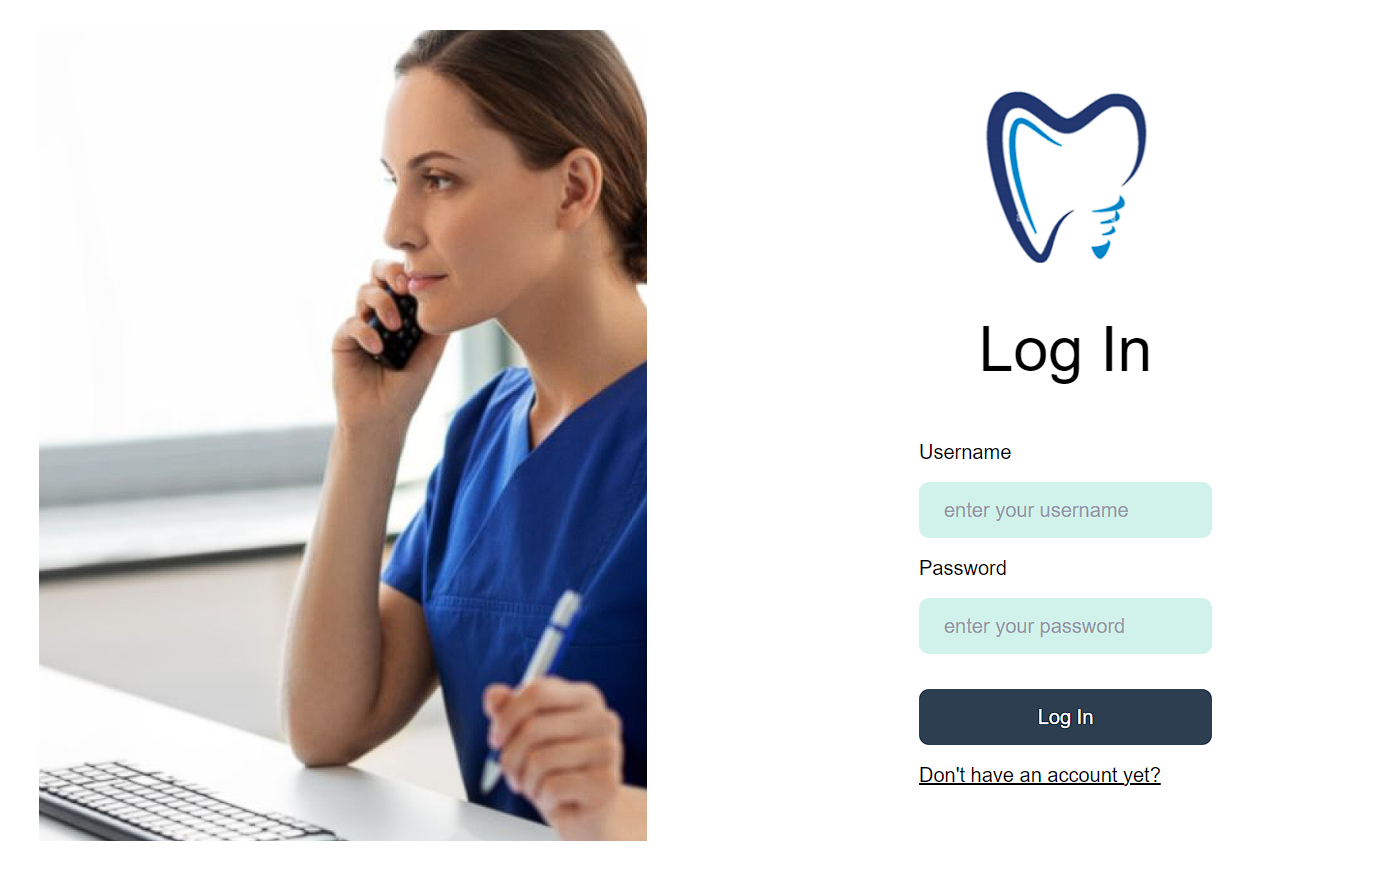 Log In
Username
enter your username
Password
enter your password
Log In
Don't have an account yet?